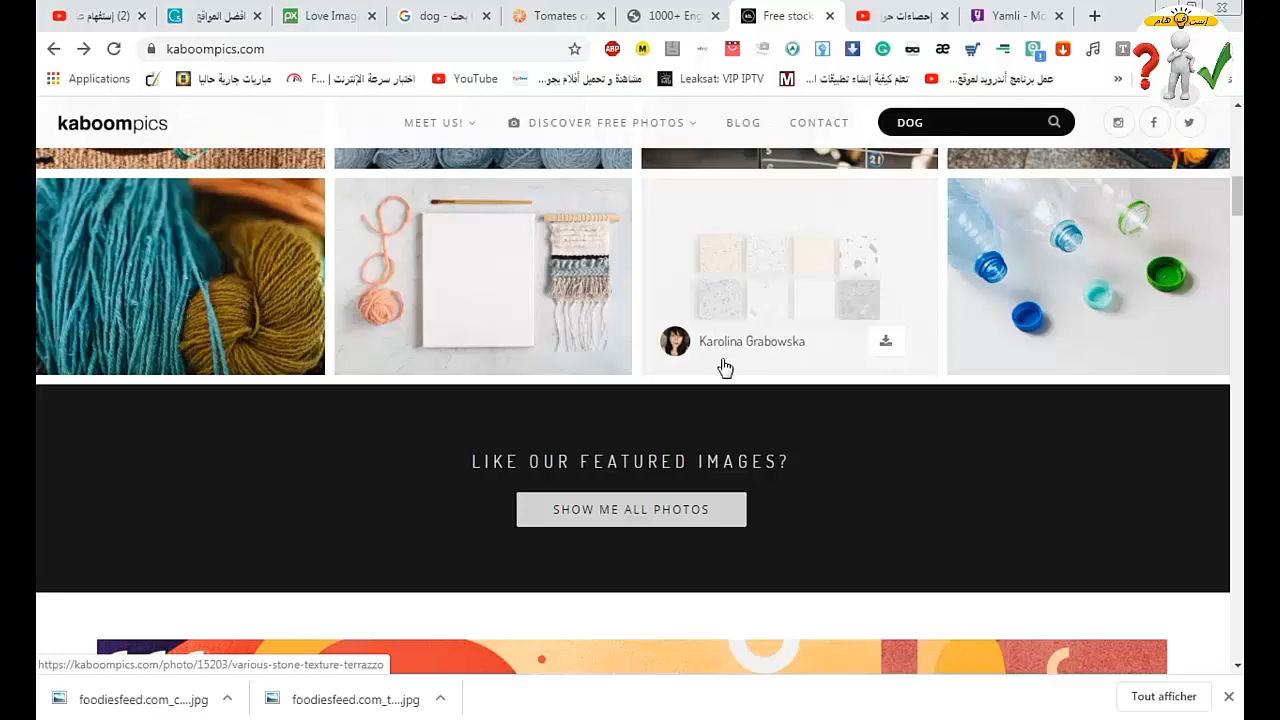 (2) إستفهام
افضل المواقع
Love Imag
dog - بحث
Tomates c
1000+ Eng
Free stock
إحصاءات
Yamli - Mo
إستفهام
kaboompics.com
ABP
M
æ
T
Applications
مباريات جارية حاليا
اختبار سرعة الإنترنت | F...
YouTube
مشاهدة و تحميل أفلام بجو...
Leaksat: VIP IPTV
M
تعلم كيفية إنشاء تطبيقات ا...
عمل برنامج أندرويد لموقع...
»
kaboompics
MEET US!
DISCOVER FREE PHOTOS
BLOG
CONTACT
DOG
Karolina Grabowska
LIKE OUR FEATURED IMAGES?
SHOW ME ALL PHOTOS
https://kaboompics.com/photo/15203/various-stone-texture-terrazzo
foodiesfeed.com_c....jpg
foodiesfeed.com_t....jpg
Tout afficher